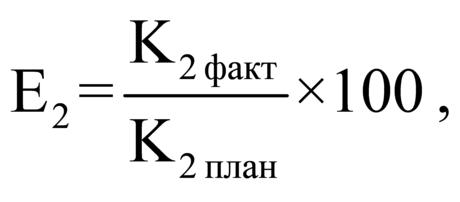 E₂ = K₂ факт / K₂ план × 100 ,